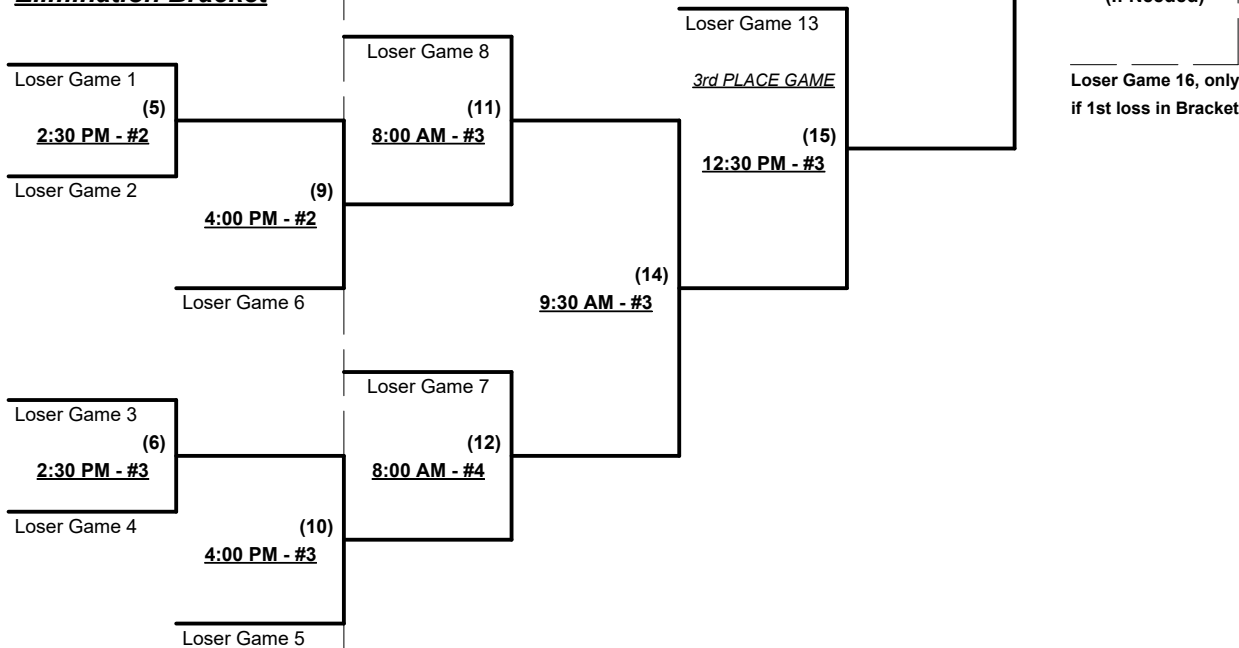 Loser Game 13
Loser Game 8
Loser Game 1
3rd PLACE GAME
Loser Game 16, only
if 1st loss in Bracket
(5)
(11)
2:30 PM - #2
8:00 AM - #3
(15)
12:30 PM - #3
Loser Game 2
(9)
4:00 PM - #2
(14)
Loser Game 6
9:30 AM - #3
Loser Game 7
Loser Game 3
(6)
(12)
2:30 PM - #3
8:00 AM - #4
Loser Game 4
(10)
4:00 PM - #3
Loser Game 5